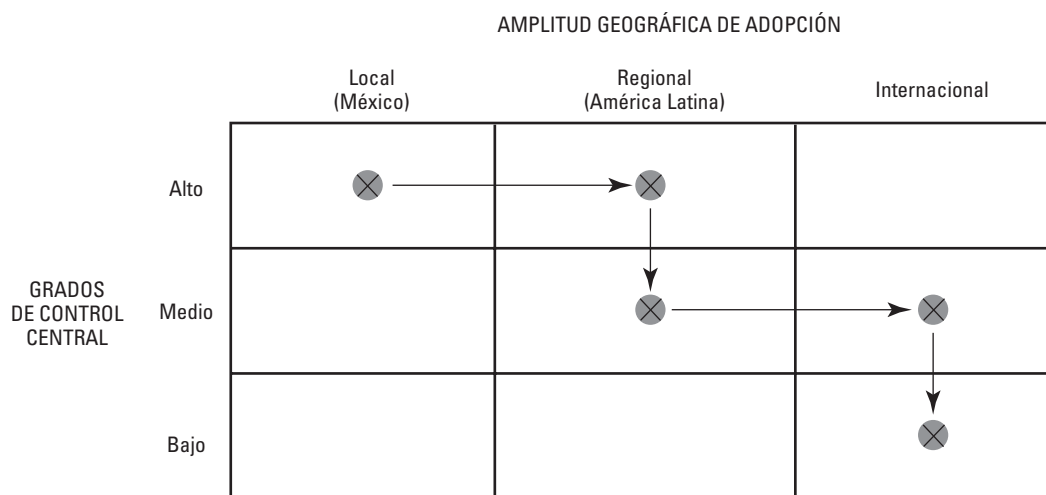 AMPLITUD GEOGRÁFICA DE ADOPCIÓN
Local
(México)
Regional
(América Latina)
Internacional
Alto
GRADOS
DE CONTROL
CENTRAL
Medio
Bajo